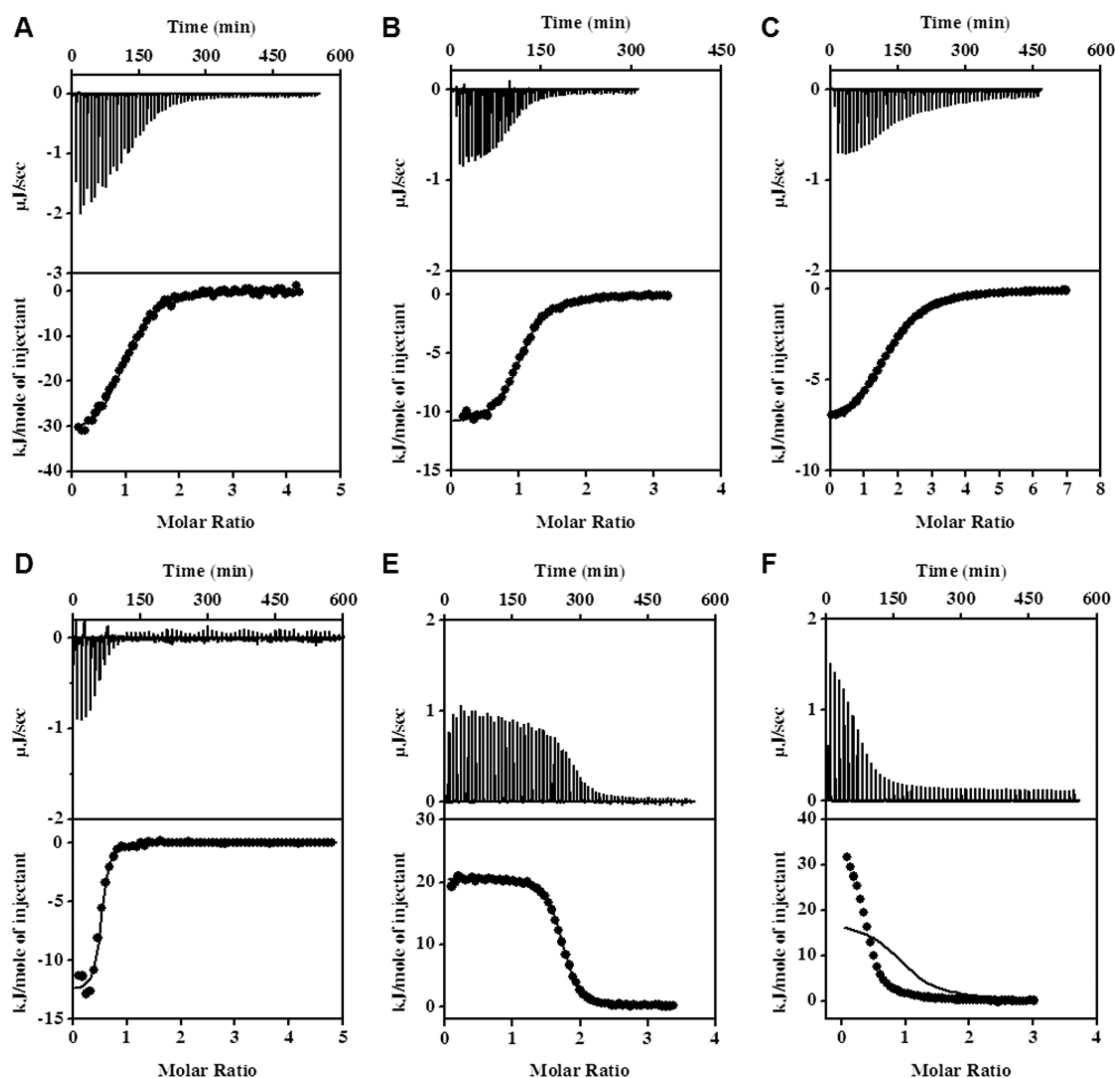 A
Time (min)
0 150 300 450 600
0
-1
-2
-3
µJ/sec
0
-10
-20
-30
-40
kJ/mole of injectant
0 1 2 3 4 5
Molar Ratio
B
Time (min)
0 150 300 450
0
-1
-2
µJ/sec
0
-5
-10
-15
kJ/mole of injectant
0 1 2 3 4
Molar Ratio
C
Time (min)
0 150 300 450 600
0
-1
-2
µJ/sec
0
-5
-10
kJ/mole of injectant
0 1 2 3 4 5 6 7 8
Molar Ratio
D
Time (min)
0 150 300 450 600
0
-1
-2
µJ/sec
0
-5
-10
-15
kJ/mole of injectant
0 1 2 3 4 5
Molar Ratio
E
Time (min)
0 150 300 450 600
2
1
0
µJ/sec
30
20
10
0
kJ/mole of injectant
0 1 2 3 4
Molar Ratio
F
Time (min)
0 150 300 450 600
2
1
0
µJ/sec
40
30
20
10
0
kJ/mole of injectant
0 1 2 3 4
Molar Ratio